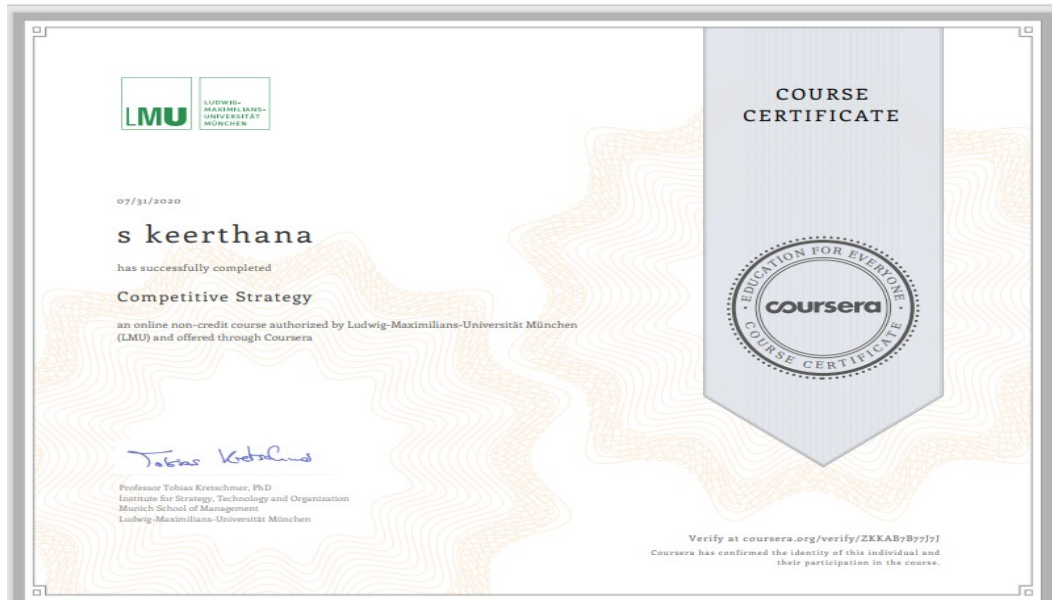 LMU
LUDWIG-
MAXIMILIANS-
UNIVERSITÄT
MÜNCHEN
07/31/2020
s keerthana
has successfully completed
Competitive Strategy
an online non-credit course authorized by Ludwig-Maximilians-Universität München
(LMU) and offered through Coursera
Tobias Kretschmer
Professor Tobias Kretschmer, PhD
Institute for Strategy, Technology and Organization
Munich School of Management
Ludwig-Maximilians-Universität München
COURSE
CERTIFICATE
EDUCATION FOR EVERYONE
coursera
COURSE CERTIFICATE
Verify at coursera.org/verify/ZKKAB7B77J7J
Coursera has confirmed the identity of this individual and
their participation in the course.